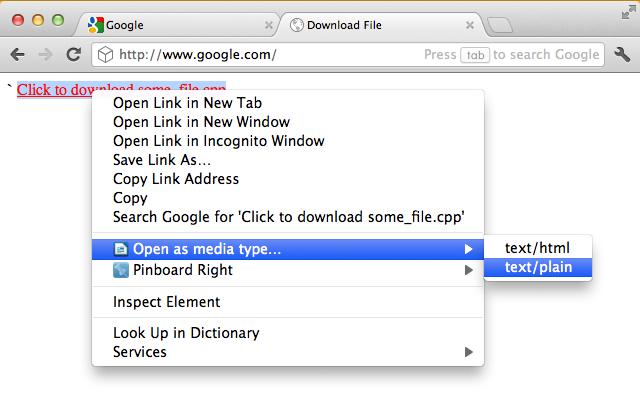 Google
Download File
http://www.google.com/
Press tab to search Google
` Click to download some_file.cpp
Open Link in New Tab
Open Link in New Window
Open Link in Incognito Window
Save Link As...
Copy Link Address
Copy
Search Google for 'Click to download some_file.cpp'
Open as media type...
text/html
text/plain
Pinboard Right
Inspect Element
Look Up in Dictionary
Services